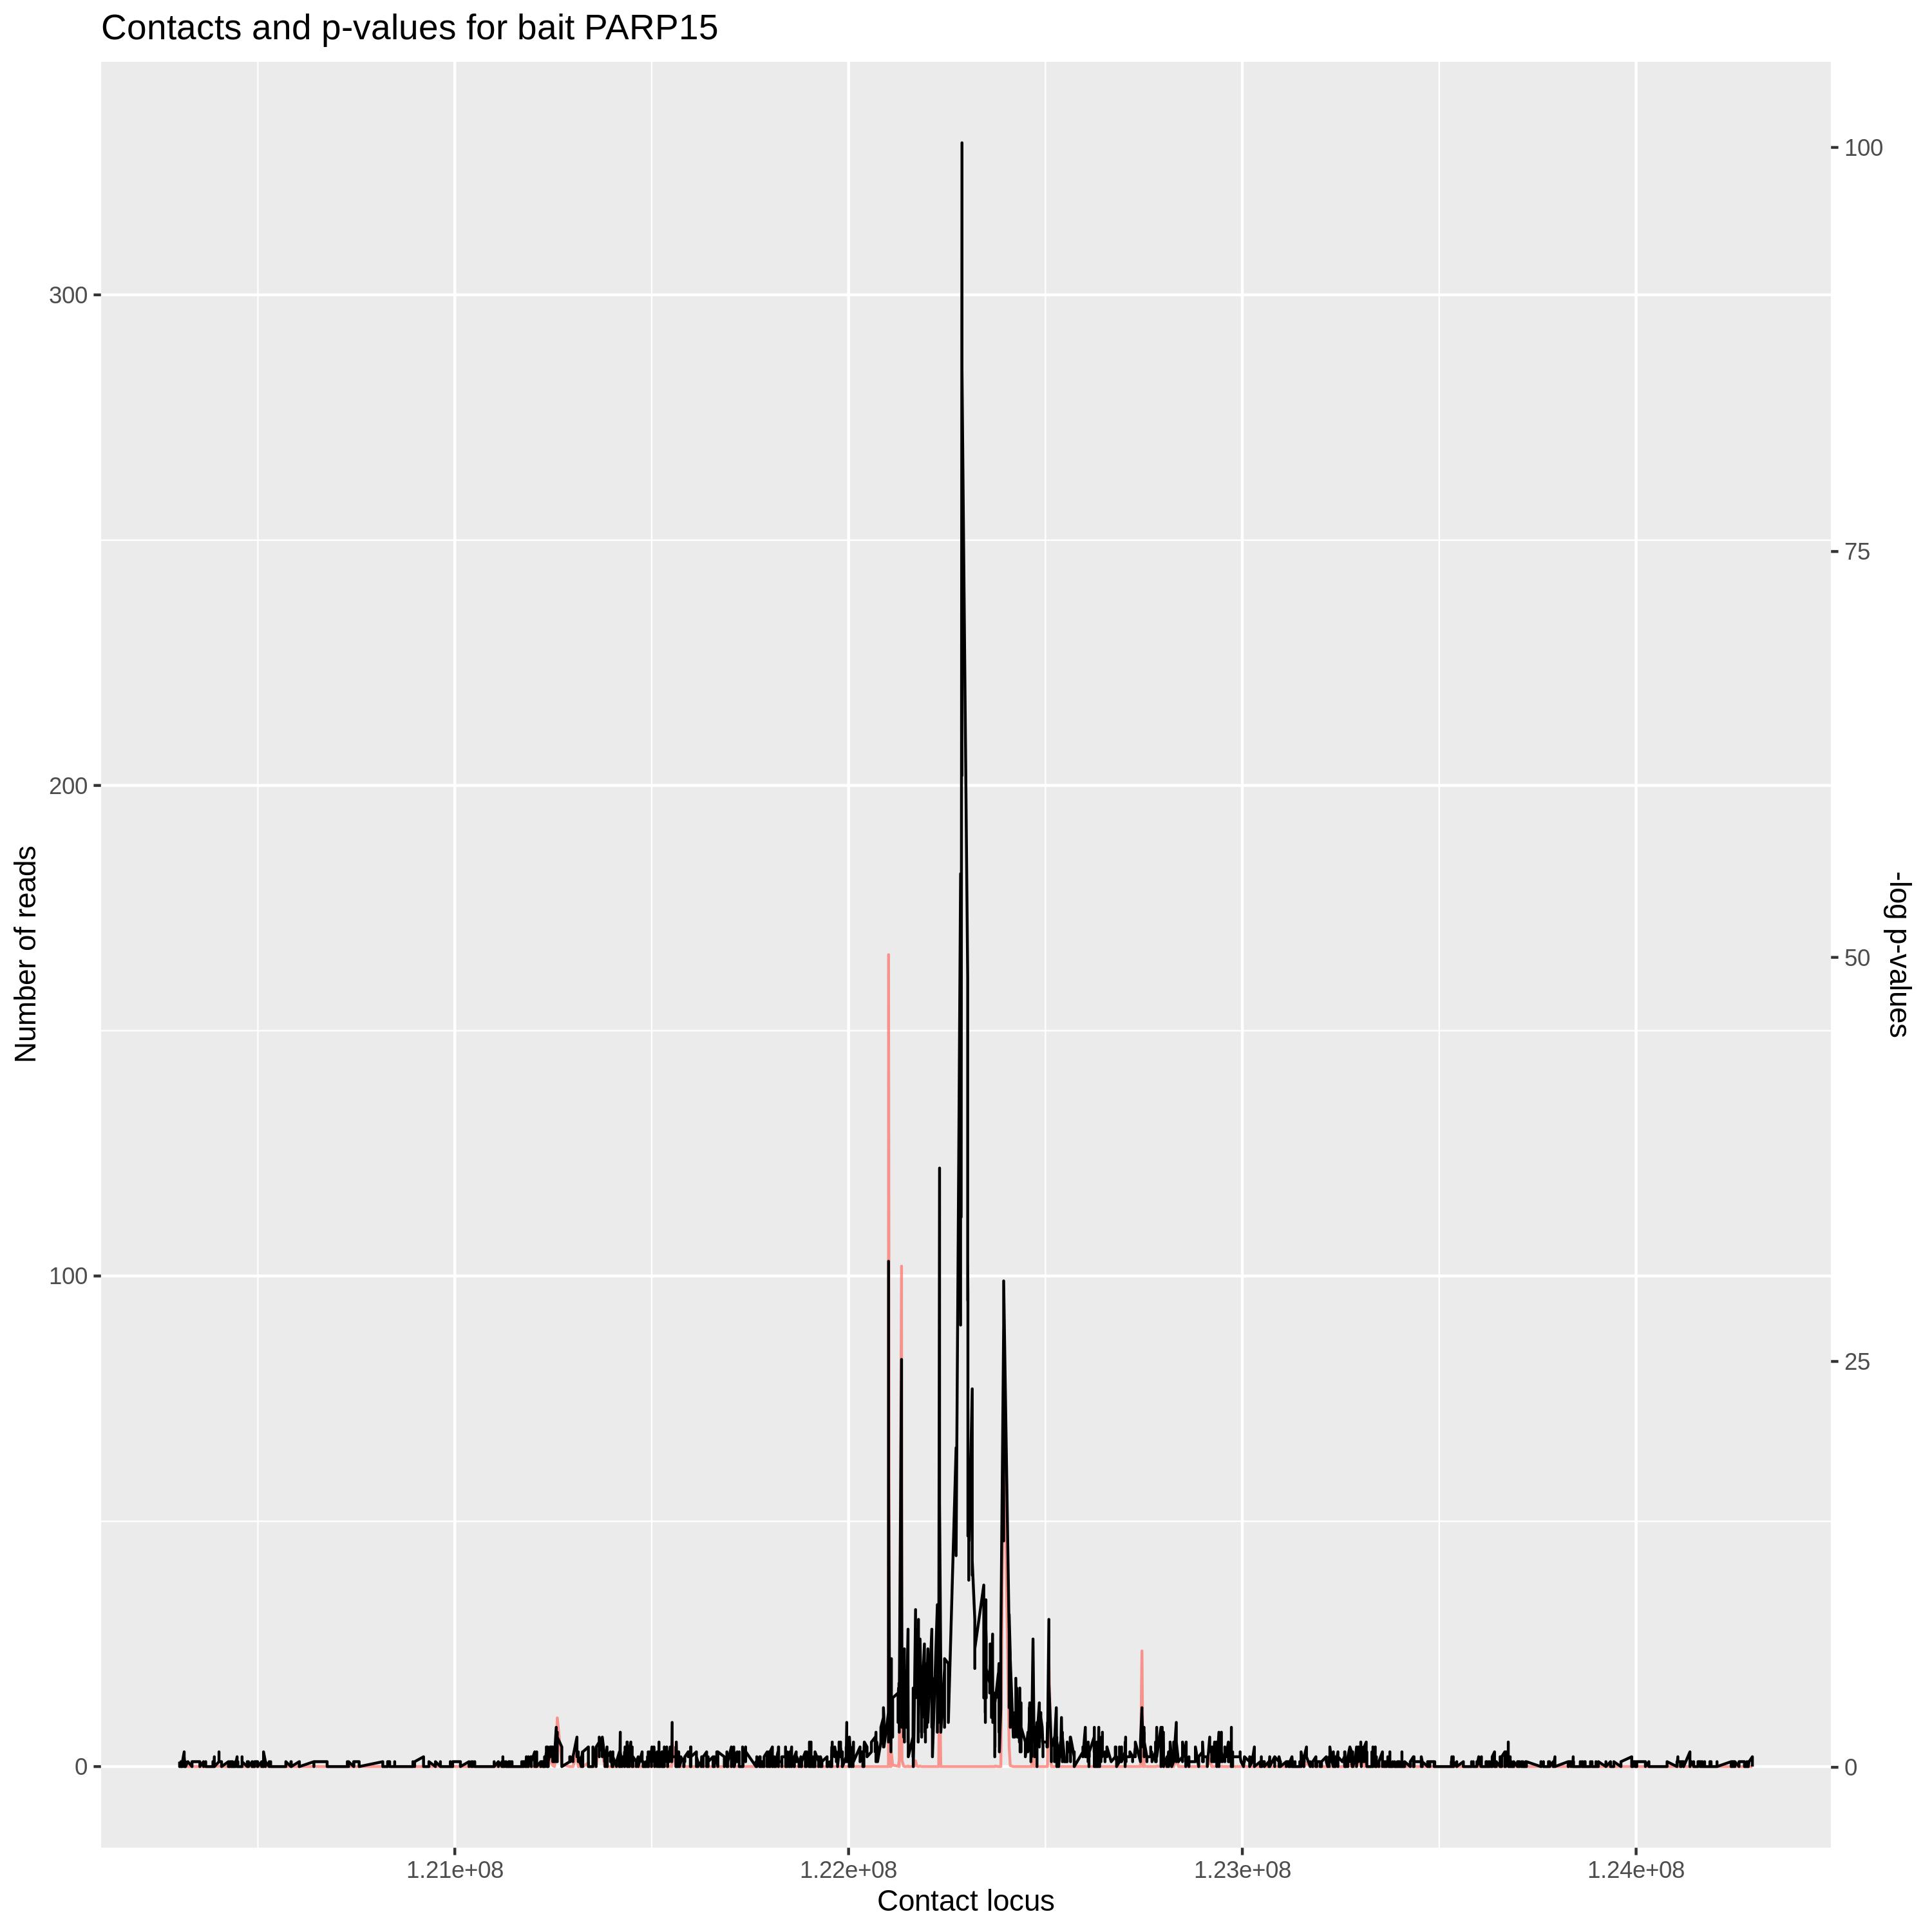 Contacts and p-values for bait PARP15
300
200
100
0
Number of reads
100
75
50
25
0
-log p-values
1.21e+08
1.22e+08
1.23e+08
1.24e+08
Contact locus